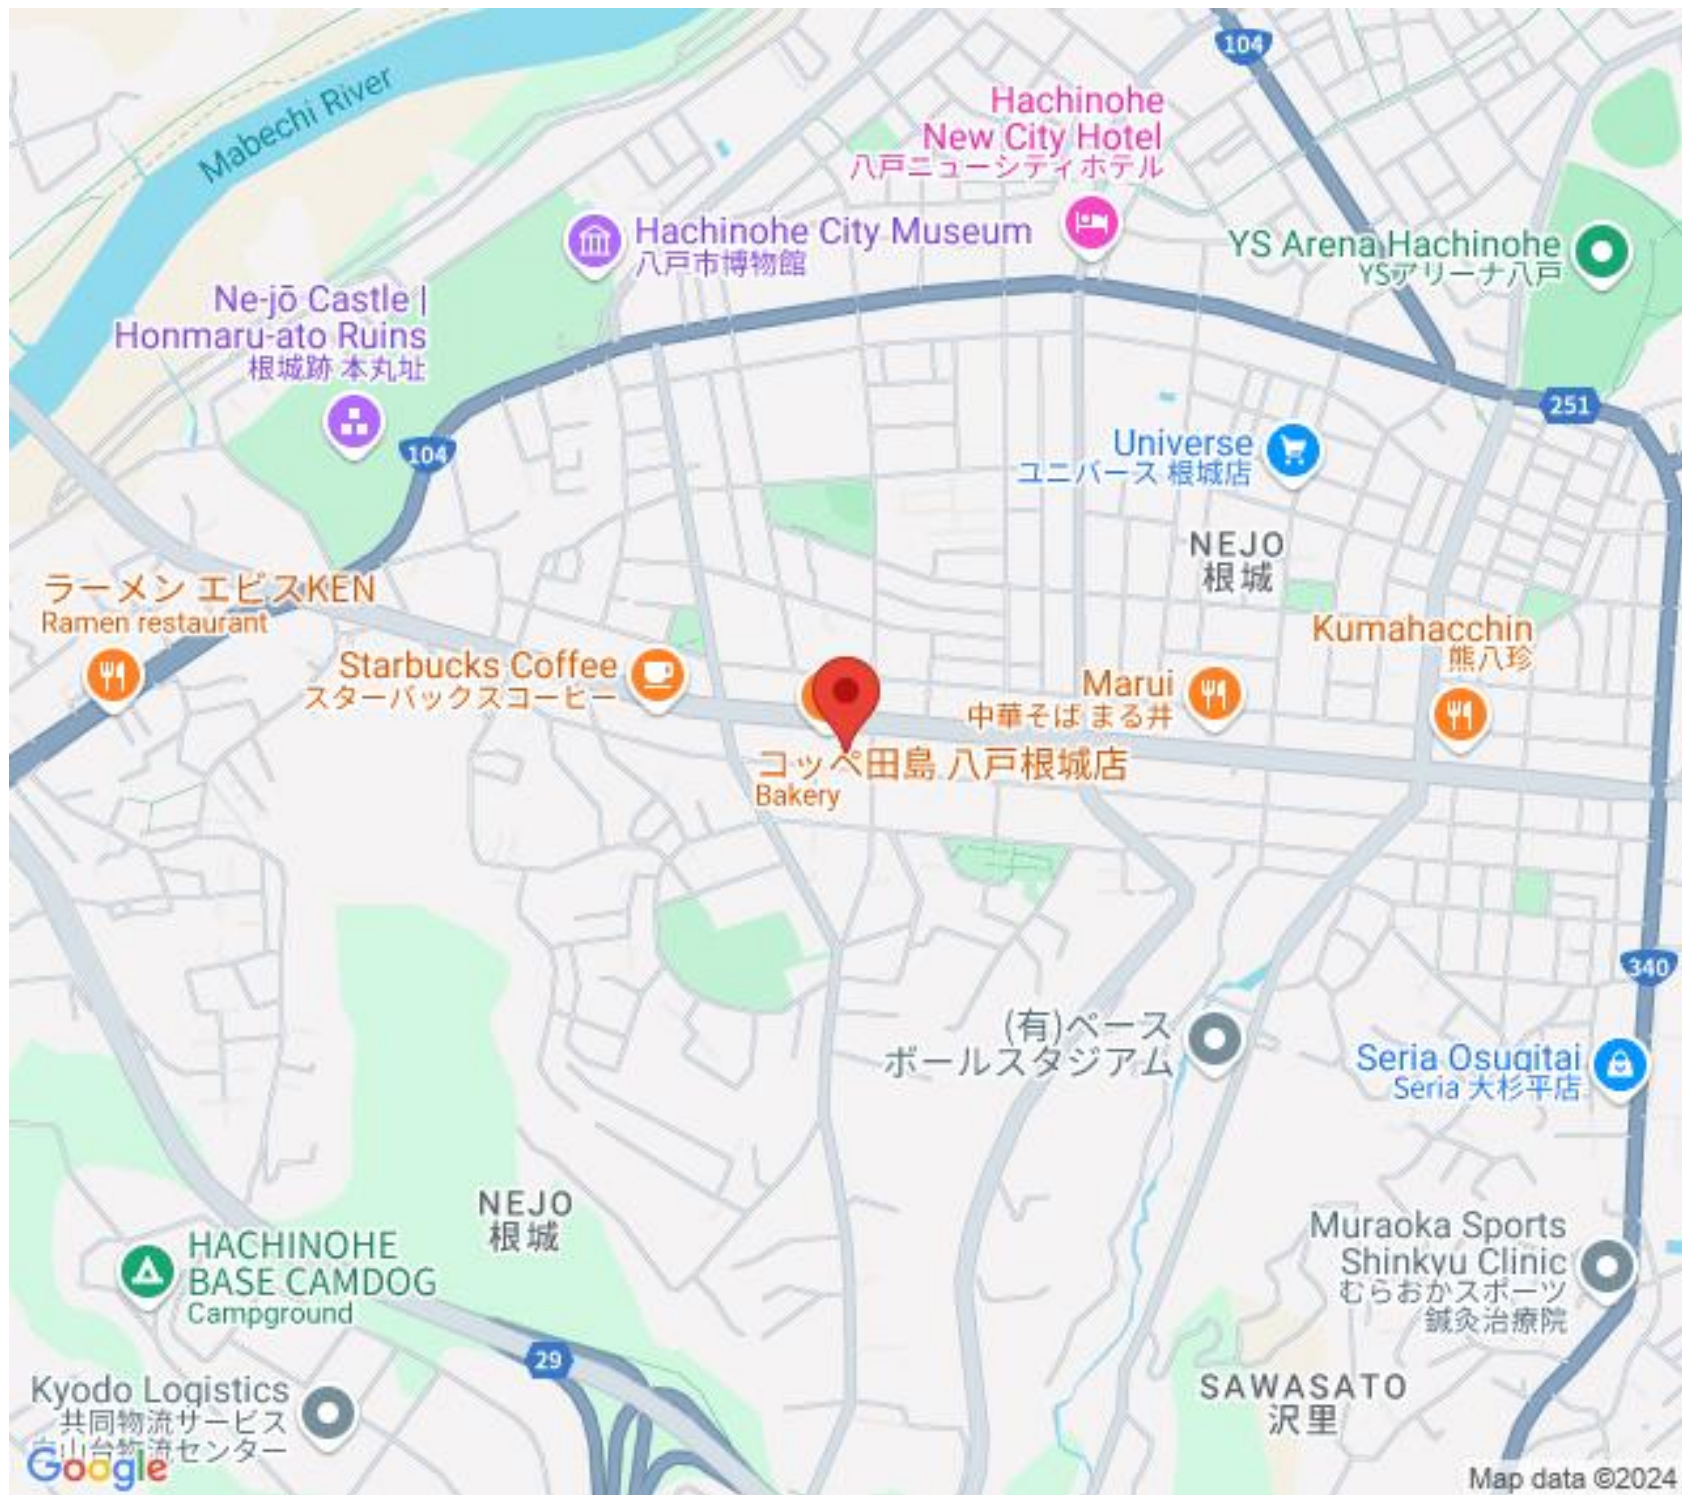 104
Mabechi River
Hachinohe
New City Hotel
八戸ニューシティホテル
Hachinohe City Museum
八戸市博物館
YS Arena Hachinohe
YSアリーナ八戸
Ne-jō Castle |
Honmaru-ato Ruins
根城跡 本丸址
251
104
Universe
ユニバース 根城店
NEJO
根城
ラーメン エビスKEN
Ramen restaurant
Kumahacchin
熊八珍
Starbucks Coffee
スターバックスコーヒー
Marui
中華そば まる井
コッペ田島 八戸根城店
Bakery
340
(有)ベース
ボールスタジアム
Seria Osugitai
Seria 大杉平店
NEJO
根城
Muraoka Sports
Shinkyu Clinic
むらおかスポーツ
鍼灸治療院
HACHINOHE
BASE CAMDOG
Campground
29
SAWASATO
沢里
Kyodo Logistics
共同物流サービス
山台物流センター
Google
Map data ©2024